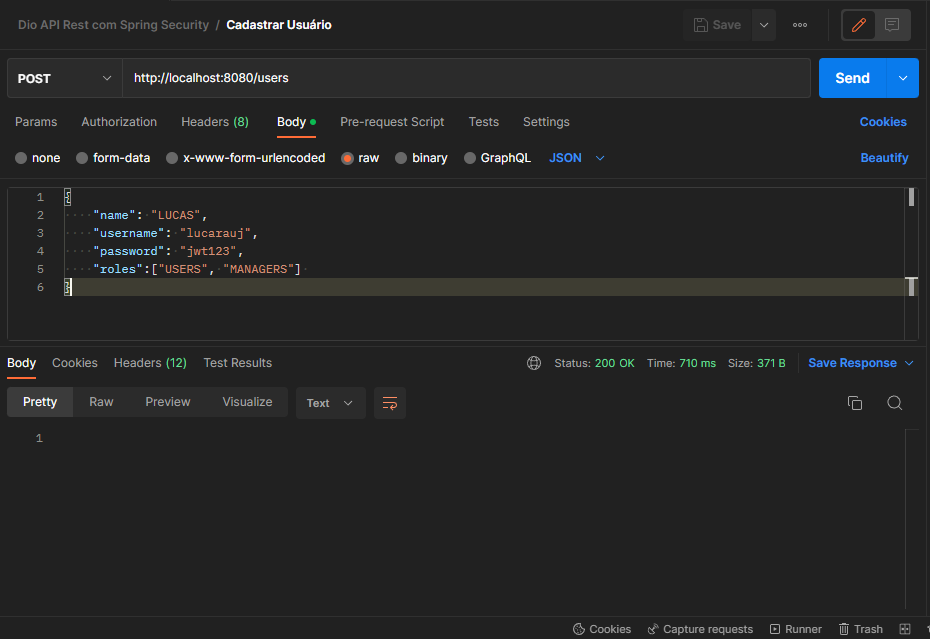 Dio API Rest com Spring Security / Cadastrar Usuário Save
POST http://localhost:8080/users Send
Params Authorization Headers (8) Body Pre-request Script Tests Settings Cookies
none form-data x-www-form-urlencoded raw binary GraphQL JSON Beautify
1 {
2 "name": "LUCAS",
3 "username": "lucarauj",
4 "password": "jwt123",
5 "roles":["USERS", "MANAGERS"]
6 }
Body Cookies Headers (12) Test Results Status: 200 OK Time: 710 ms Size: 371 B Save Response
Pretty Raw Preview Visualize Text
1
Cookies Capture requests Runner Trash